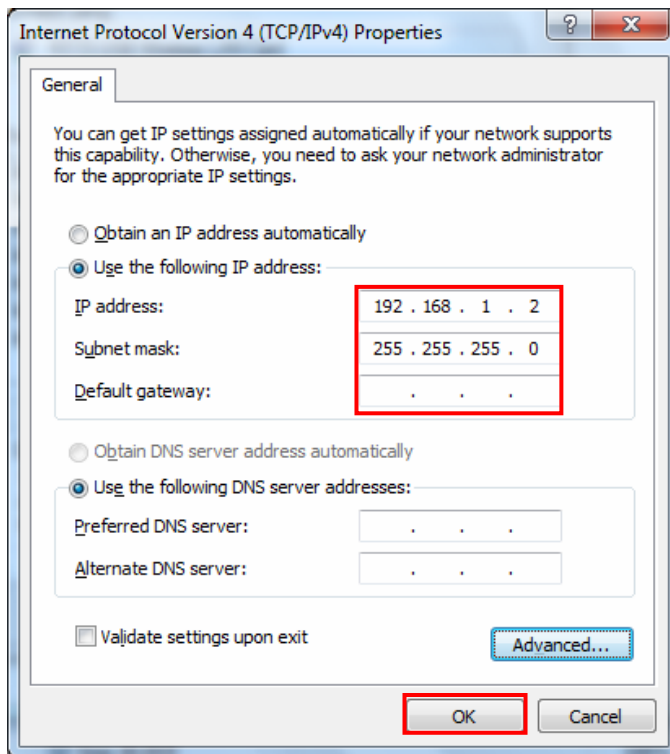 Internet Protocol Version 4 (TCP/IPv4) Properties
General
You can get IP settings assigned automatically if your network supports
this capability. Otherwise, you need to ask your network administrator
for the appropriate IP settings.
Obtain an IP address automatically
Use the following IP address:
IP address: 192 . 168 . 1 . 2
Subnet mask: 255 . 255 . 255 . 0
Default gateway: . . .
Obtain DNS server address automatically
Use the following DNS server addresses:
Preferred DNS server: . . .
Alternate DNS server: . . .
Validate settings upon exit
Advanced...
OK Cancel